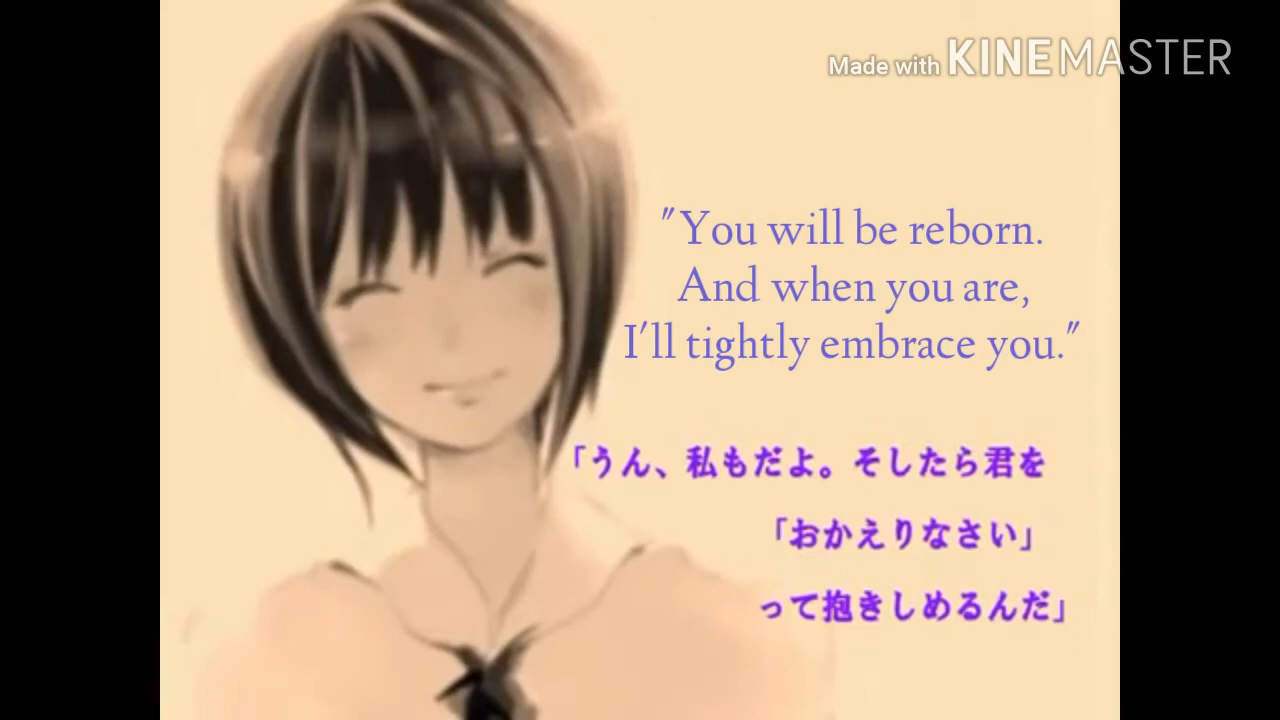 Made with KINEMASTER
"You will be reborn.
And when you are,
I'll tightly embrace you."
「うん、私もだよ。そしたら君を
「おかえりなさい」
って抱きしめるんだ」